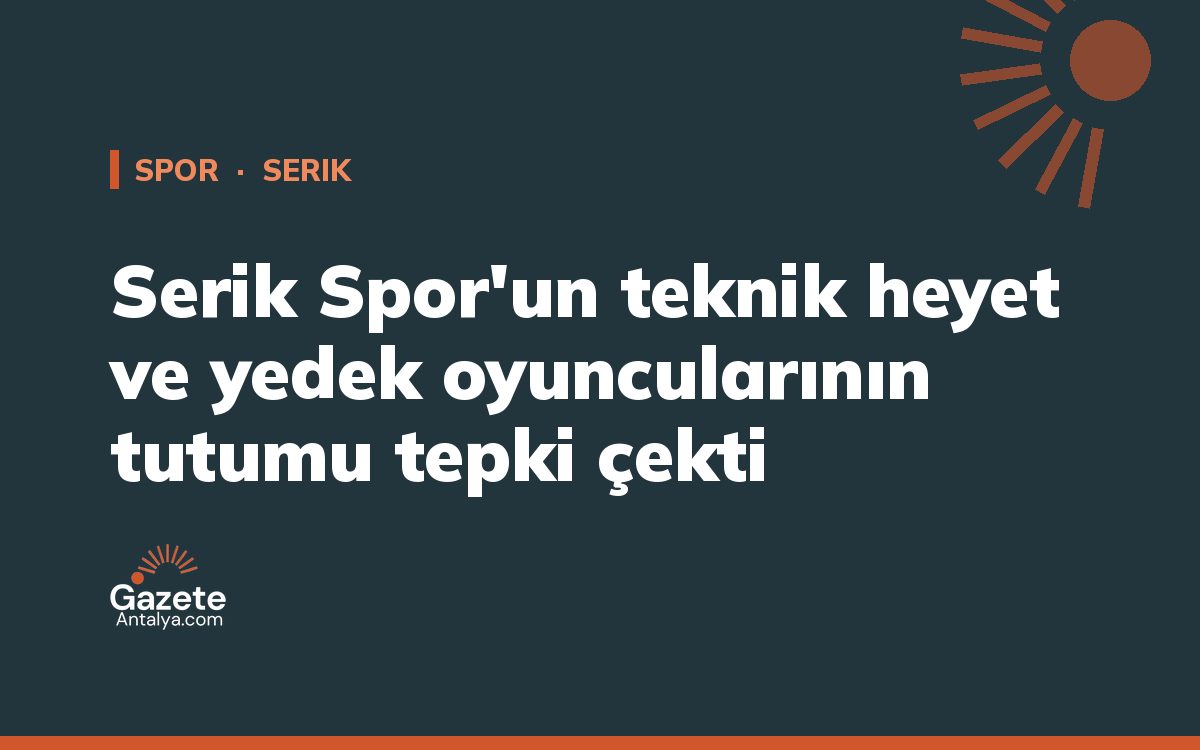 SPOR · SERIK
Serik Spor'un teknik heyet
ve yedek oyuncularının
tutumu tepki çekti
Gazete
Antalya.com